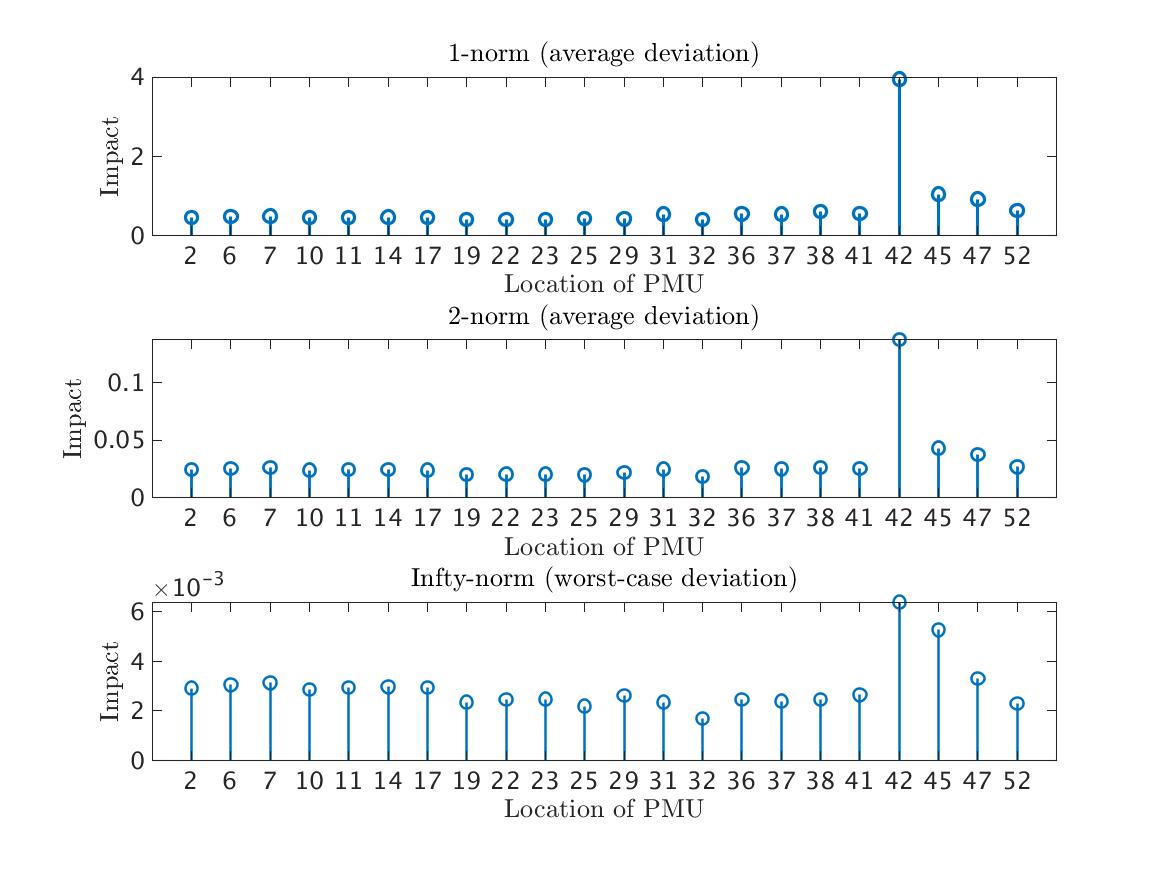 1-norm (average deviation)
Impact
4
2
0
2 6 7 10 11 14 17 19 22 23 25 29 31 32 36 37 38 41 42 45 47 52
Location of PMU
2-norm (average deviation)
Impact
0.1
0.05
0
2 6 7 10 11 14 17 19 22 23 25 29 31 32 36 37 38 41 42 45 47 52
Location of PMU
Infty-norm (worst-case deviation)
×10⁻³
Impact
6
4
2
0
2 6 7 10 11 14 17 19 22 23 25 29 31 32 36 37 38 41 42 45 47 52
Location of PMU